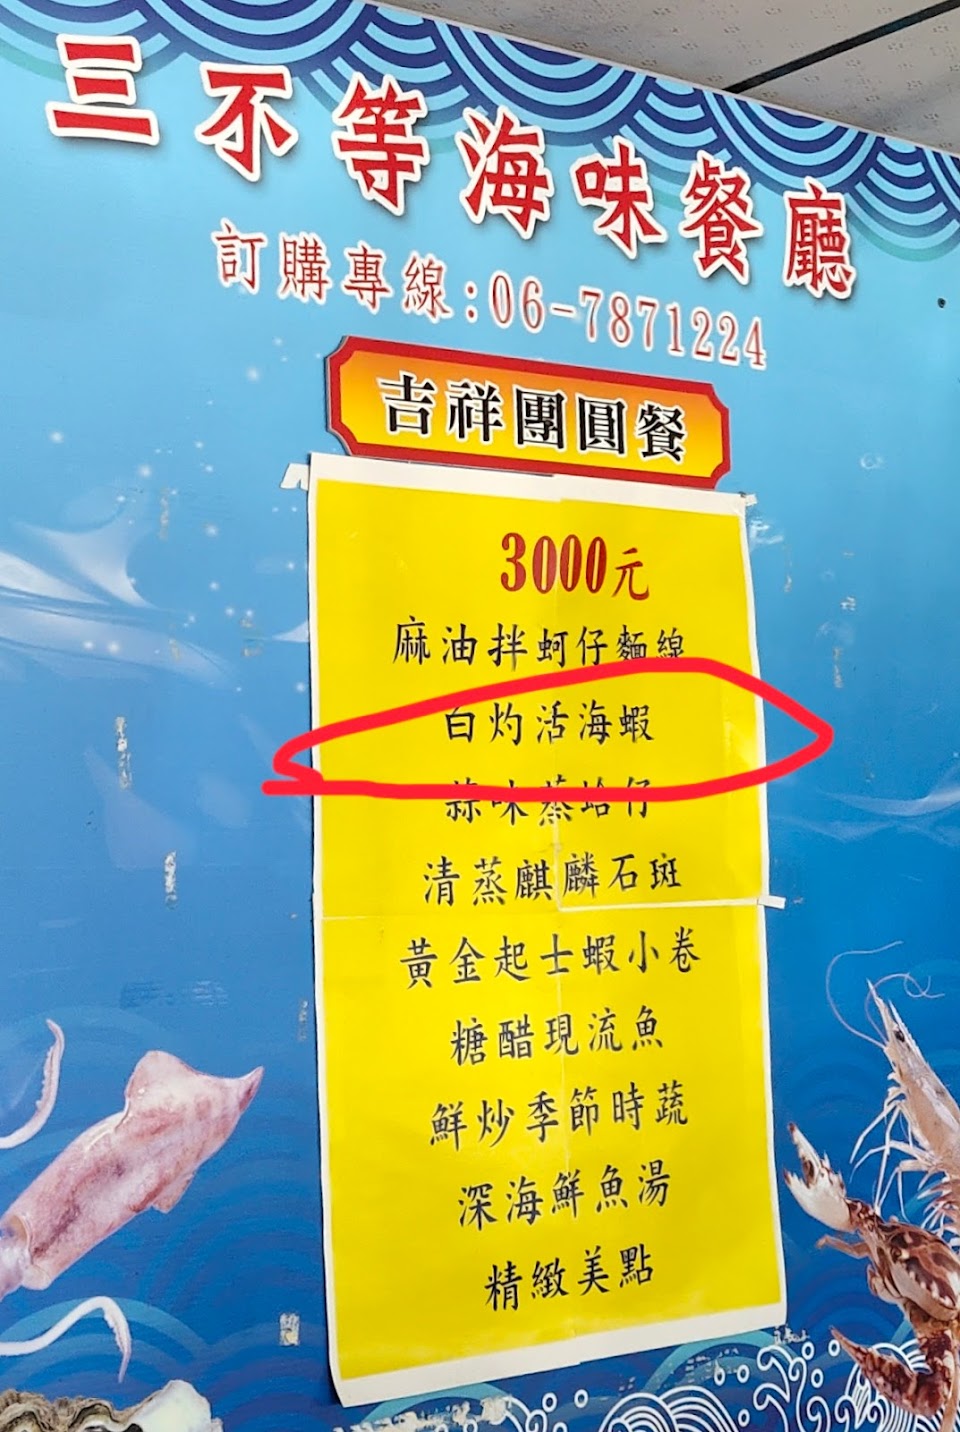 三不等海味餐廳
訂購專線:06-7871224
吉祥團圓餐
3000元
麻油拌蚵仔麵線
白灼活海蝦
蒜味蒸蛤仔
清蒸麒麟石斑
黃金起士蝦小卷
糖醋現流魚
鮮炒季節時蔬
深海鮮魚湯
精緻美點